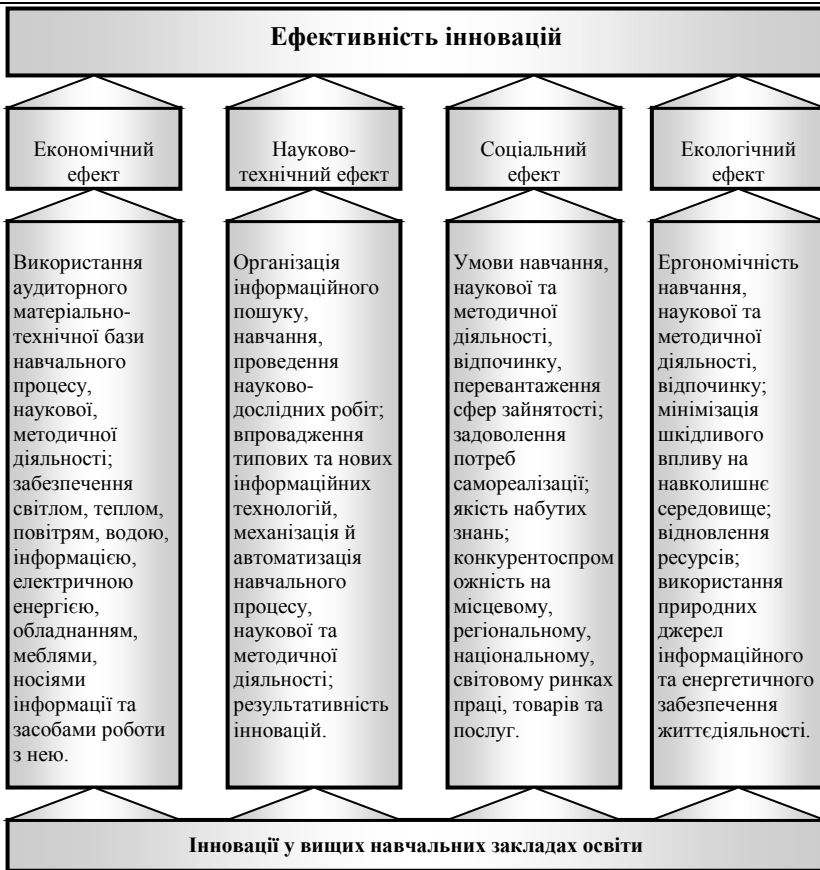 Ефективність інновацій
Економічний
ефект
Науково-
технічний ефект
Соціальний
ефект
Екологічний
ефект
Використання
аудиторного
матеріально-
технічної бази
навчального
процесу,
наукової,
методичної
діяльності;
забезпечення
світлом, теплом,
повітрям, водою,
інформацією,
електричною
енергією,
обладнанням,
меблями,
носіями
інформації та
засобами роботи
з нею.
Організація
інформаційного
пошуку,
навчання,
проведення
науково-
дослідних робіт;
впровадження
типових та нових
інформаційних
технологій,
механізація й
автоматизація
навчального
процесу,
наукової та
методичної
діяльності;
результативність
інновацій.
Умови навчання,
наукової та
методичної
діяльності,
відпочинку,
перевантаження
сфер зайнятості;
задоволення
потреб
самореалізації;
якість набутих
знань;
конкурентоспром
ожність на
місцевому,
регіональному,
національному,
світовому ринках
праці, товарів та
послуг.
Ергономічність
навчання,
наукової та
методичної
діяльності,
відпочинку;
мінімізація
шкідливого
впливу на
навколишнє
середовище;
відновлення
ресурсів;
використання
природних
джерел
інформаційного
та енергетичного
забезпечення
життєдіяльності.
Інновації у вищих навчальних закладах освіти